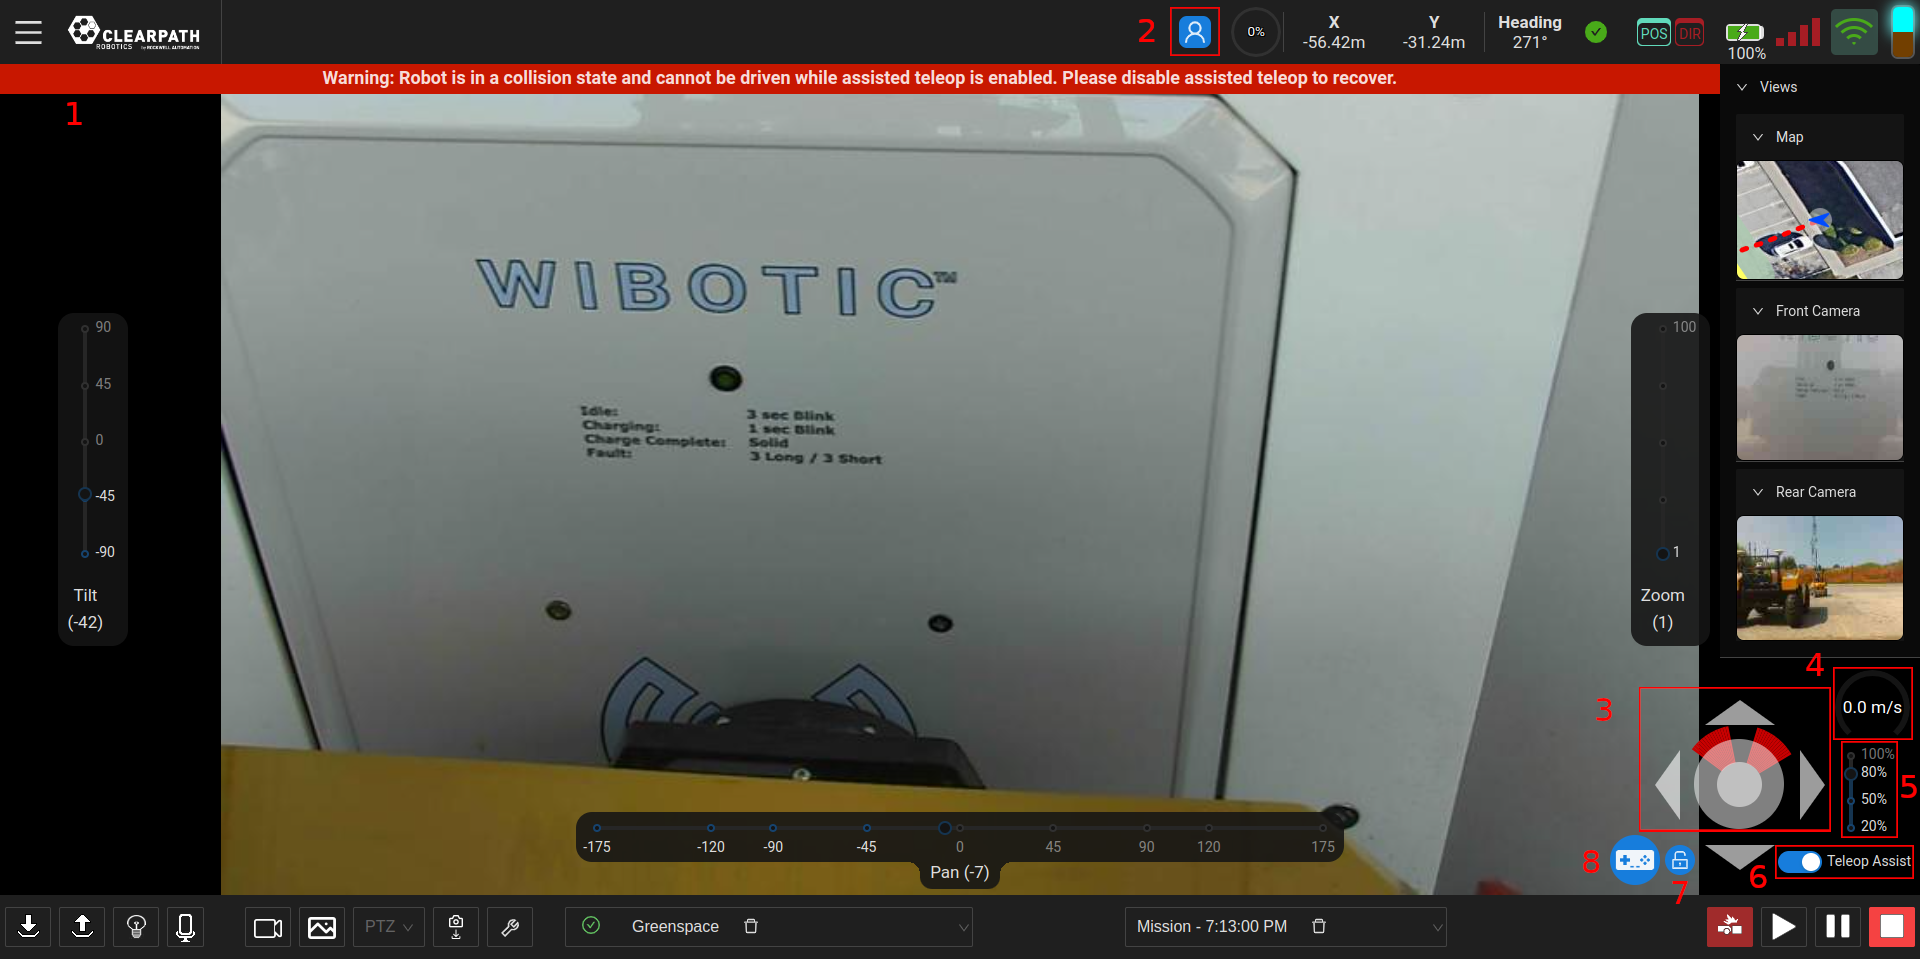 CLEARPATH
ROBOTICS by ROCKWELL AUTOMATION
2
0%
X
-56.42m
Y
-31.24m
Heading
271°
POS
DIR
100%
Warning: Robot is in a collision state and cannot be driven while assisted teleop is enabled. Please disable assisted teleop to recover.
1
Views
Map
Front Camera
Rear Camera
WIBOTIC™
Idle: 3 sec Blink
Charging: 1 sec Blink
Charge Complete: Solid
Fault: 3 Long / 3 Short
90
45
0
-45
-90
Tilt
(-42)
100
1
Zoom
(1)
4
3
0.0 m/s
100%
80%
5
50%
20%
-175
-120
-90
-45
0
45
90
120
175
Pan (-7)
8
7
6
Teleop Assist
PTZ
Greenspace
Mission - 7:13:00 PM